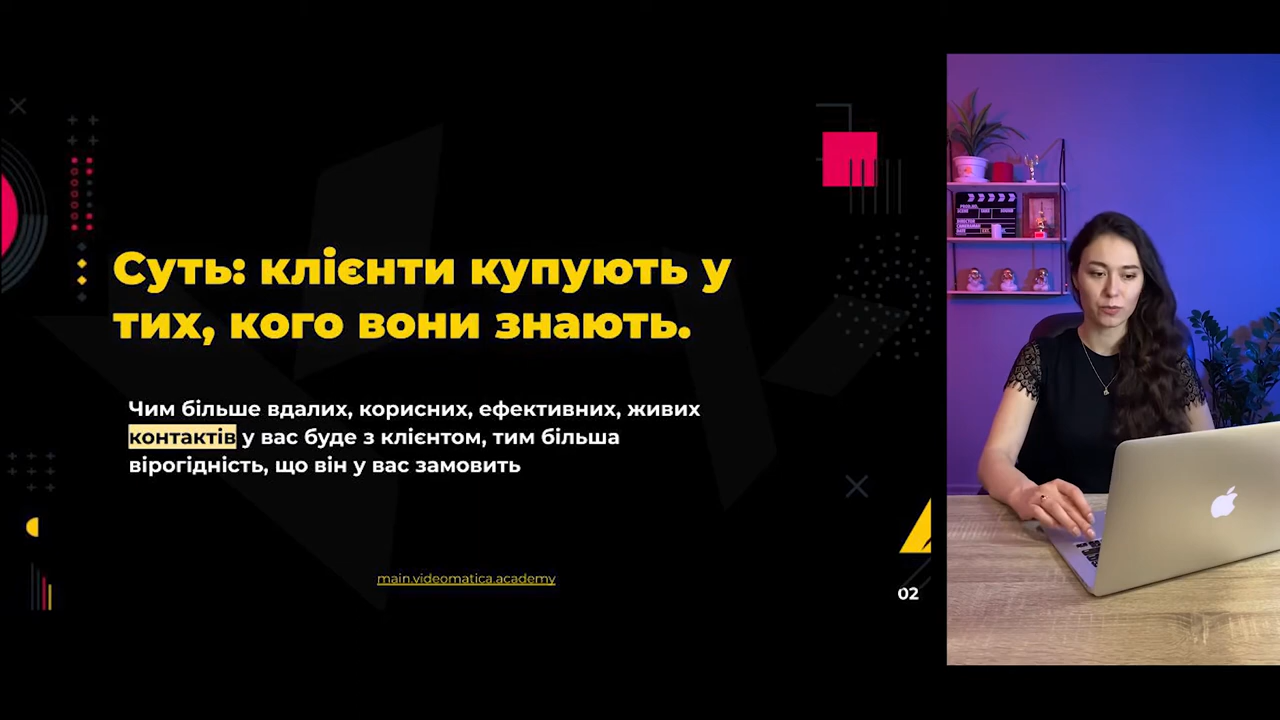 Суть: клієнти купують у
тих, кого вони знають.
Чим більше вдалих, корисних, ефективних, живих
контактів у вас буде з клієнтом, тим більша
вірогідність, що він у вас замовить
main.videomatica.academy
02